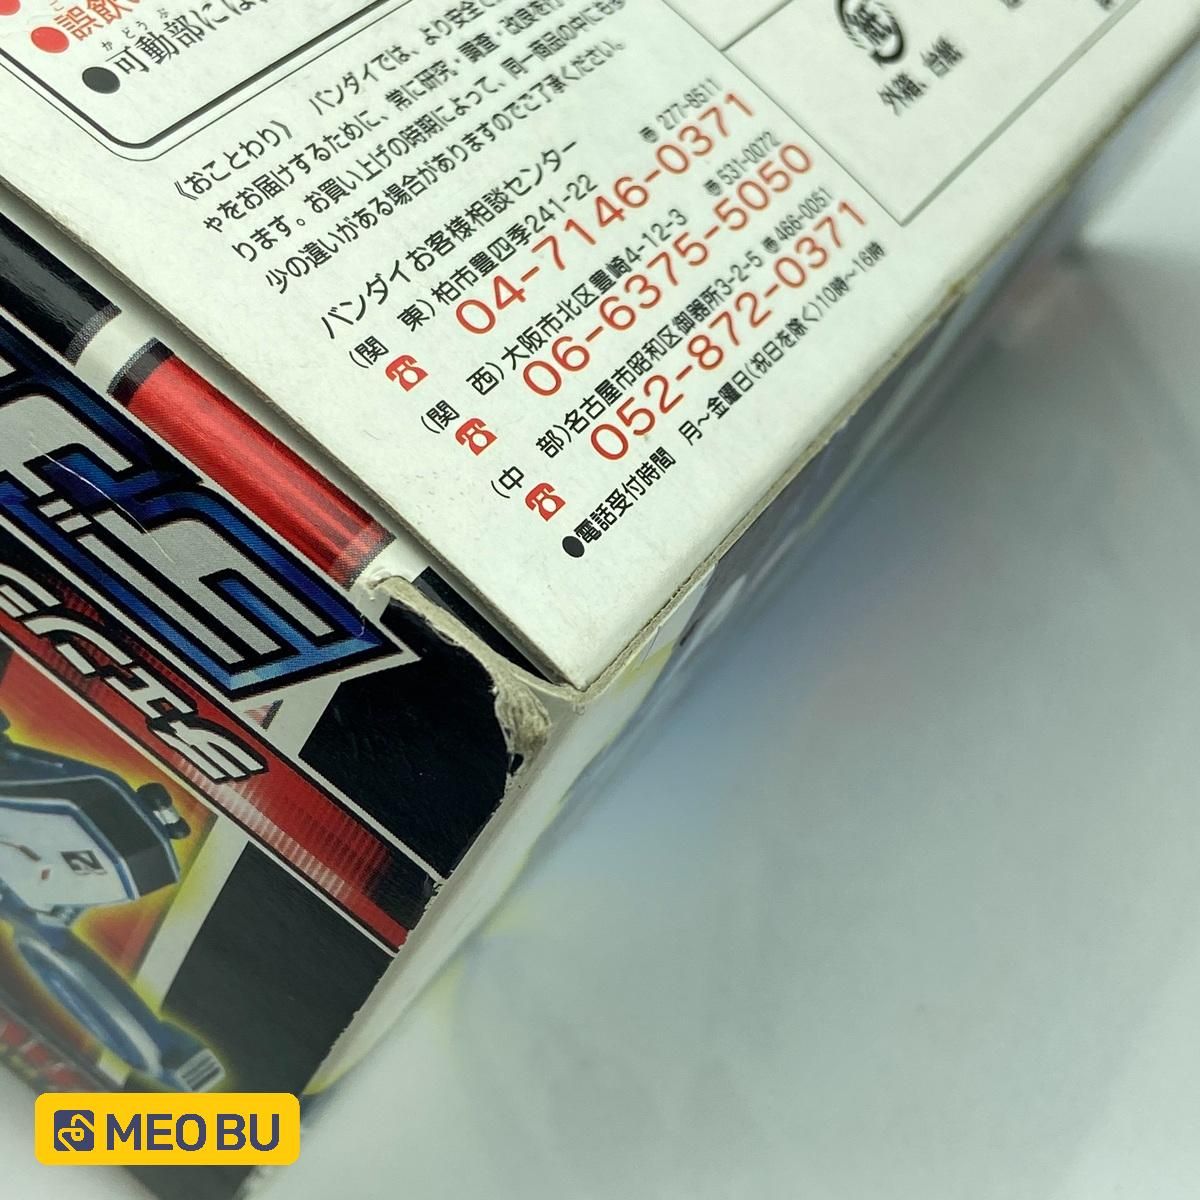 誤飲
可動部には
《おことわり》 バンダイでは、より安全で
やをお届けするために、常に研究・調査・改良を行
ります。お買い上げの時期によって、同一商品の中にも多
少の違いがある場合がありますのでご了承ください。
バンダイお客様相談センター
(関 東)柏市豊四季241-22 〠277-8511
☎04-7146-0371
(関 西)大阪市北区豊崎4-12-3 〠531-0072
☎06-6375-5050
(中 部)名古屋市昭和区御器所3-2-5 〠466-0051
☎052-872-0371
●電話受付時間 月~金曜日(祝日を除く)10時~16時
紙
外箱、台紙
2
MEO BU